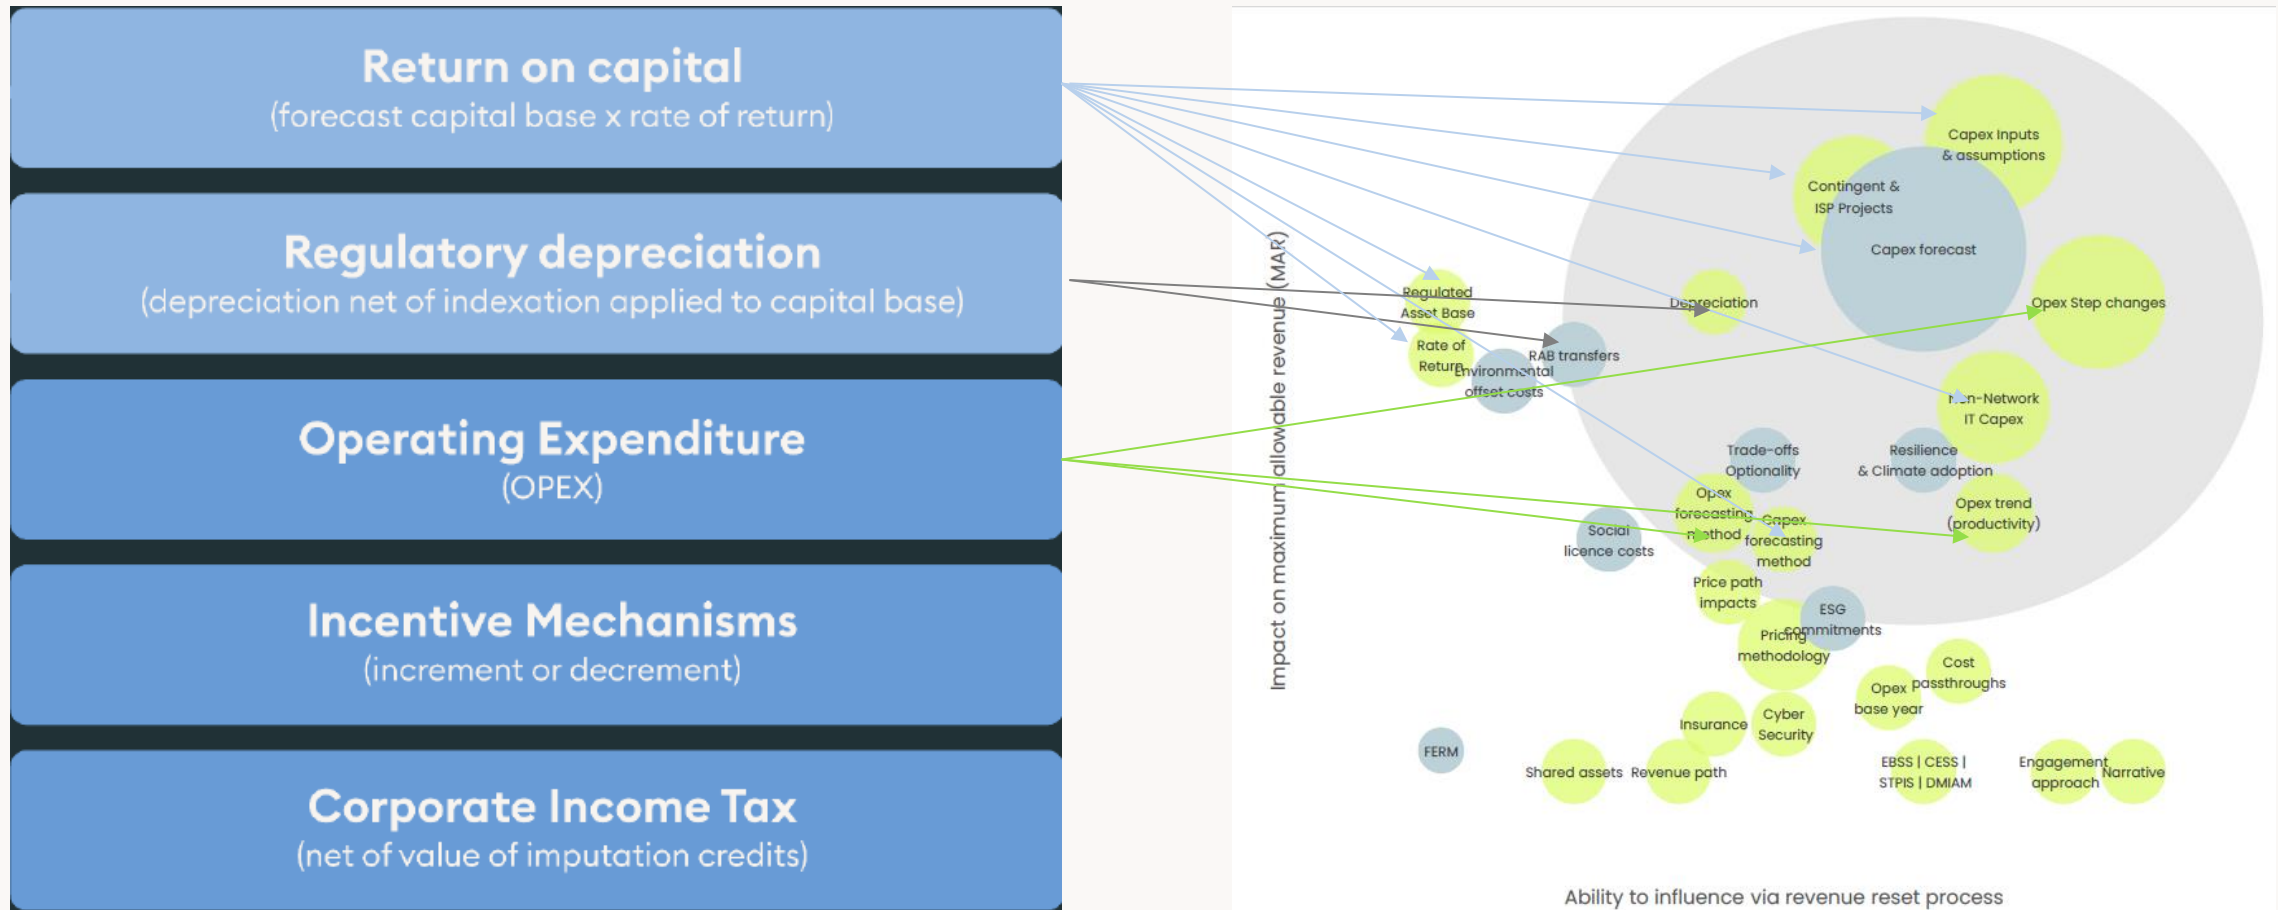 Return on capital
(forecast capital base x rate of return)
Regulatory depreciation
(depreciation net of indexation applied to capital base)
Operating Expenditure
(OPEX)
Incentive Mechanisms
(increment or decrement)
Corporate Income Tax
(net of value of imputation credits)
Impact on maximum allowable revenue (MAR)
Capex Inputs
& assumptions
Contingent &
ISP Projects
Capex forecast
Regulated
Asset Base
Depreciation
Opex Step changes
Rate of
Return
RAB transfers
Environmental
offset costs
Non-Network
IT Capex
Trade-offs
Optionality
Resilience
& Climate adoption
Opex
forecasting
method
Capex
forecasting
method
Opex trend
(productivity)
Social
licence costs
Price path
impacts
ESG
commitments
Pricing
methodology
Cost
passthroughs
Opex
base year
Insurance
Cyber
Security
FERM
Shared assets
Revenue path
EBSS | CESS |
STPIS | DMIAM
Engagement
approach
Narrative
Ability to influence via revenue reset process